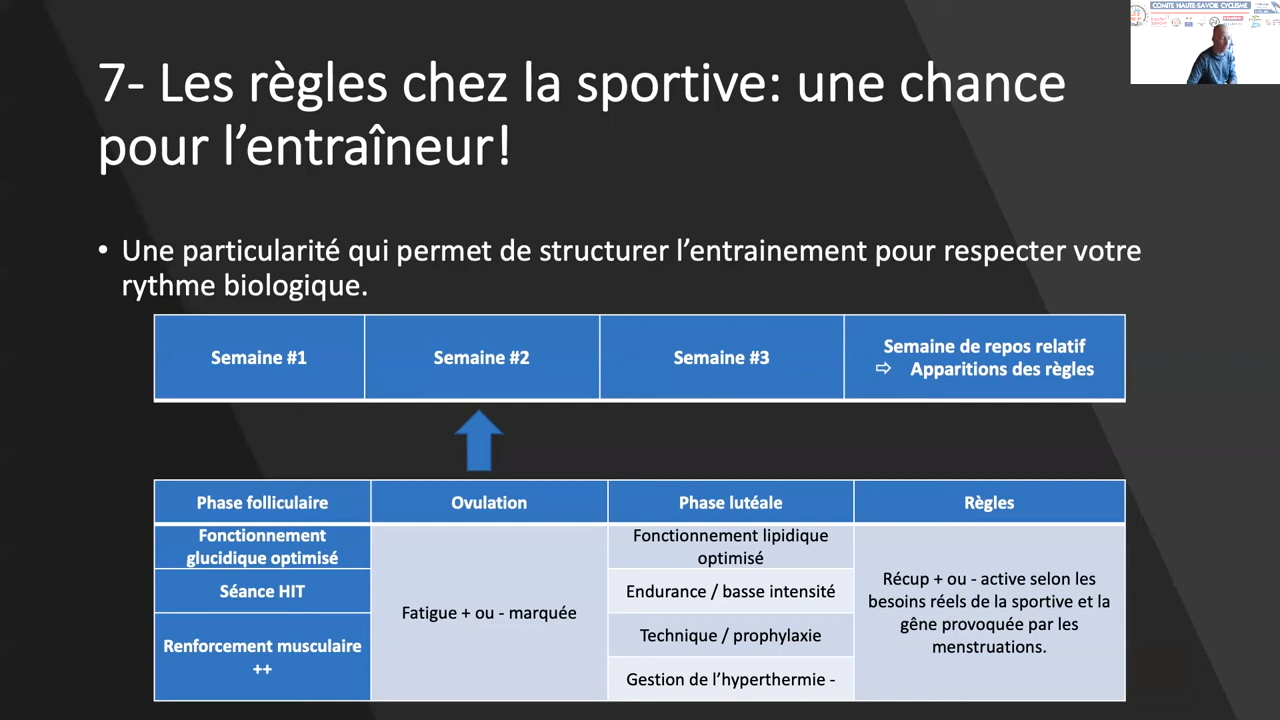 COMITE HAUTE-SAVOIE CYCLISME
7- Les règles chez la sportive: une chance
pour l’entraîneur!
• Une particularité qui permet de structurer l’entrainement pour respecter votre
rythme biologique.
Semaine #1
Semaine #2
Semaine #3
Semaine de repos relatif
⇨ Apparitions des règles
Phase folliculaire
Ovulation
Phase lutéale
Règles
Fonctionnement
glucidique optimisé
Séance HIT
Renforcement musculaire
++
Fatigue + ou - marquée
Fonctionnement lipidique
optimisé
Endurance / basse intensité
Technique / prophylaxie
Gestion de l’hyperthermie -
Récup + ou - active selon les
besoins réels de la sportive et la
gêne provoquée par les
menstruations.